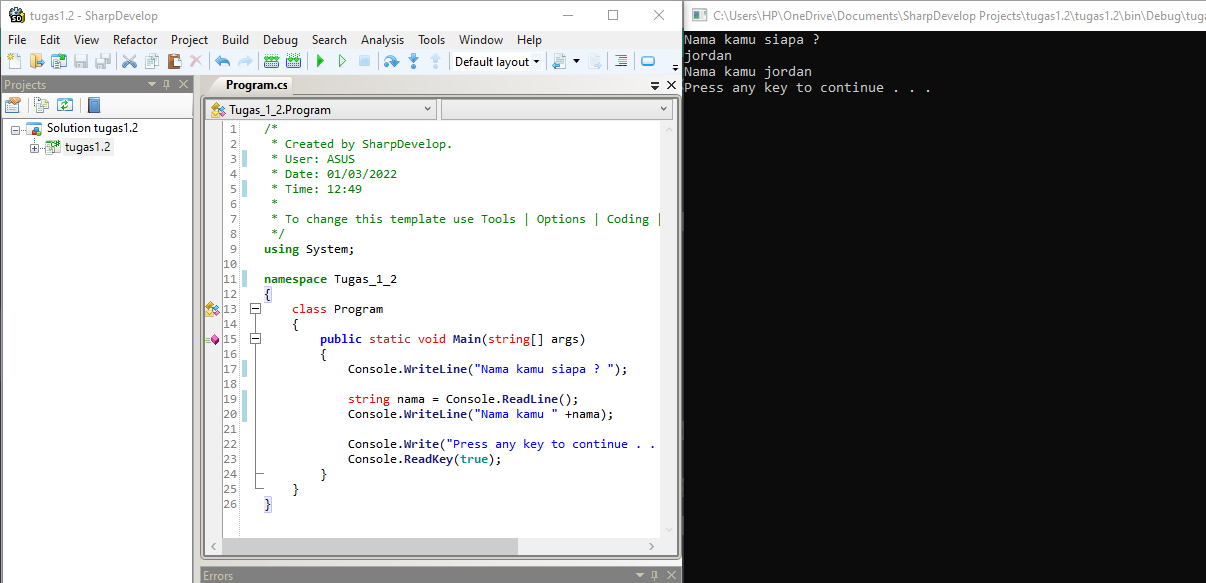 tugas1.2 - SharpDevelop
File Edit View Refactor Project Build Debug Search Analysis Tools Window Help
Default layout
Projects
Solution tugas1.2
tugas1.2
Program.cs
Tugas_1_2.Program
1 /*
2 * Created by SharpDevelop.
3 * User: ASUS
4 * Date: 01/03/2022
5 * Time: 12:49
6 *
7 * To change this template use Tools | Options | Coding |
8 */
9 using System;
10
11 namespace Tugas_1_2
12 {
13 class Program
14 {
15 public static void Main(string[] args)
16 {
17 Console.WriteLine("Nama kamu siapa ? ");
18
19 string nama = Console.ReadLine();
20 Console.WriteLine("Nama kamu " +nama);
21
22 Console.Write("Press any key to continue . .
23 Console.ReadKey(true);
24 }
25 }
26 }
Errors
C:\Users\HP\OneDrive\Documents\SharpDevelop Projects\tugas1.2\tugas1.2\bin\Debug\tuga
Nama kamu siapa ?
jordan
Nama kamu jordan
Press any key to continue . . .